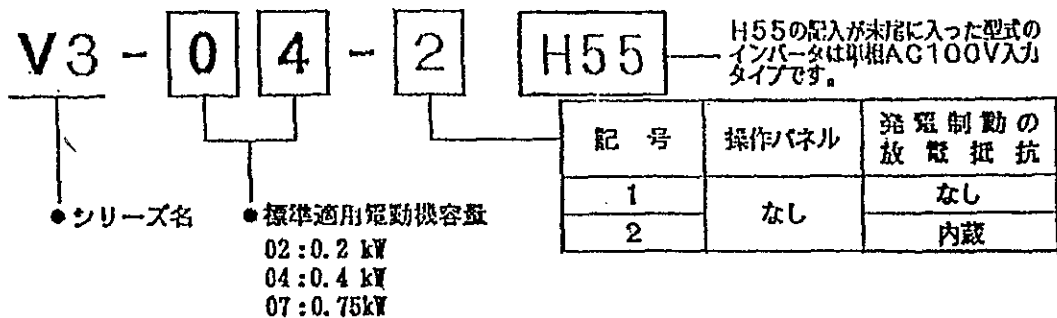 V3-04-2 H55
H55の記入が末尾に入った型式の
インバータは単相AC100V入力
タイプです。
記号 操作パネル 発電制動の放電抵抗
1 なし なし
2 内蔵
●シリーズ名
●標準適用電動機容量
02:0.2 kW
04:0.4 kW
07:0.75kW